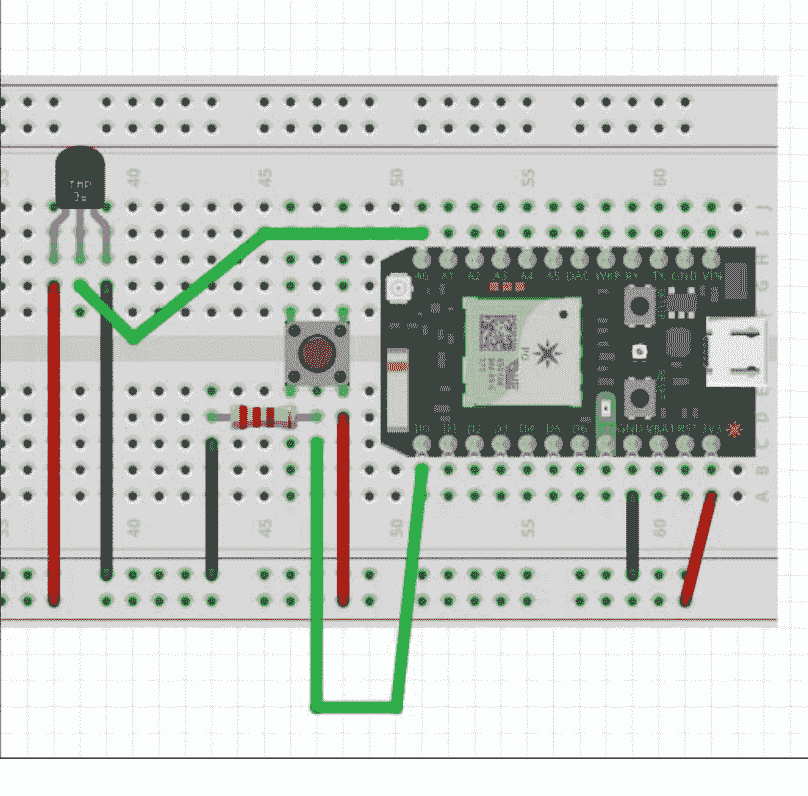 35 40 45 50 55 60
J
I
TMP
H
A0 A1 A2 A3 A4 A5 DAC WKP RX TX GND VIN
G
F
E
D
D0 D1 D2 D3 D4 D5 D6 GND VBAT RST 3V3
C
B
A
35 40 45 50 55 60